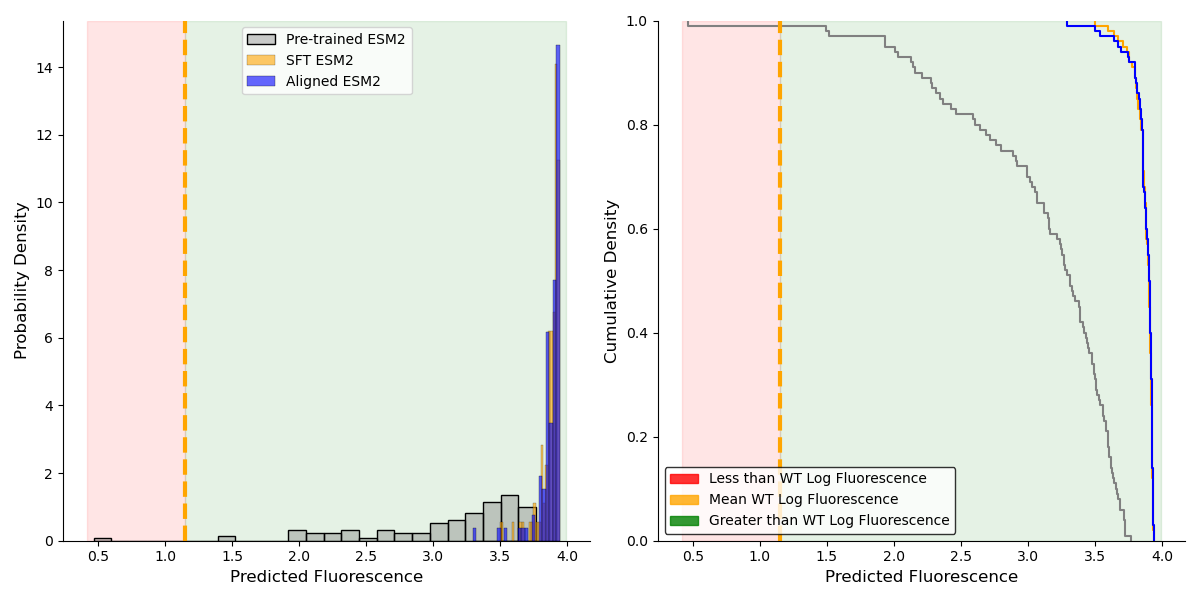 Pre-trained ESM2
SFT ESM2
Aligned ESM2
Probability Density
14
12
10
8
6
4
2
0
0.5 1.0 1.5 2.0 2.5 3.0 3.5 4.0
Predicted Fluorescence
Cumulative Density
1.0
0.8
0.6
0.4
0.2
0.0
Less than WT Log Fluorescence
Mean WT Log Fluorescence
Greater than WT Log Fluorescence
0.5 1.0 1.5 2.0 2.5 3.0 3.5 4.0
Predicted Fluorescence